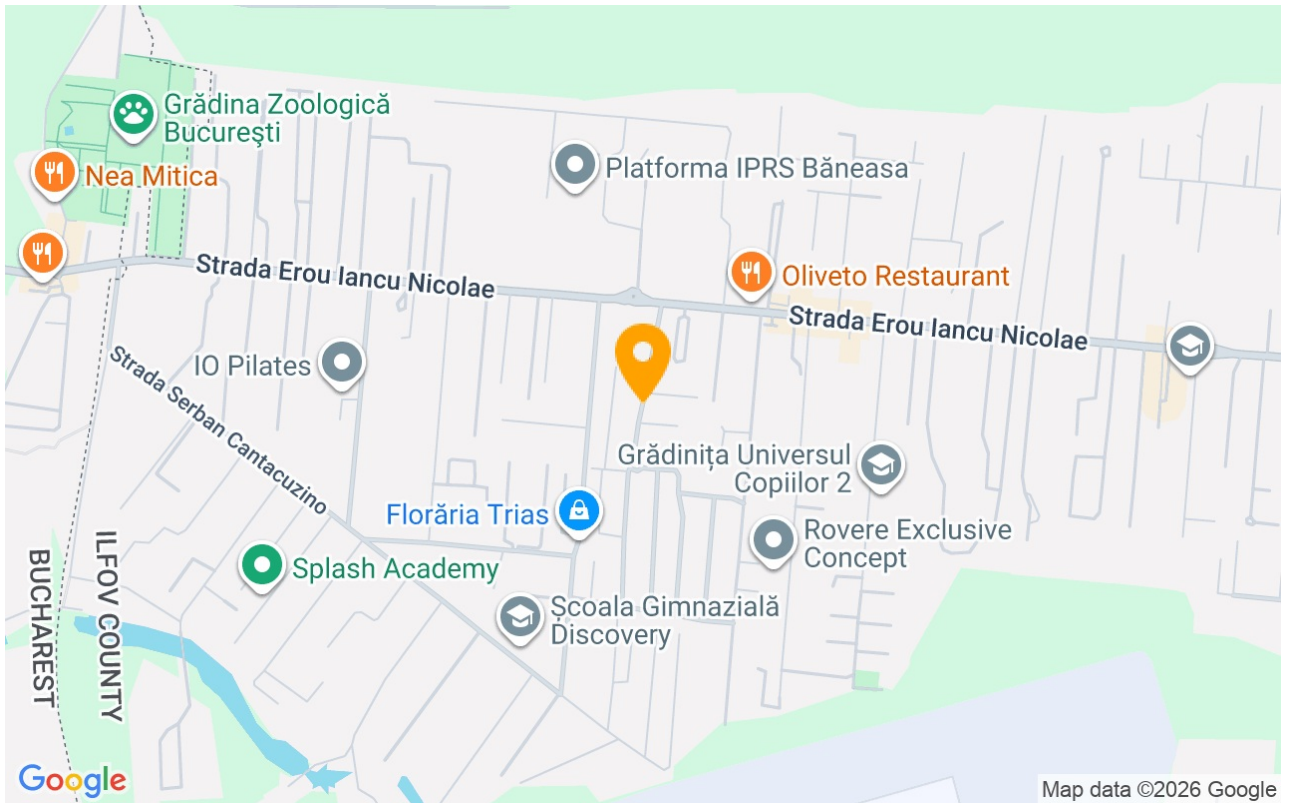 Grădina Zoologică
Bucureşti
Nea Mitica
Platforma IPRS Băneasa
Strada Erou Iancu Nicolae
Oliveto Restaurant
Strada Erou Iancu Nicolae
IO Pilates
Strada Serban Cantacuzino
Grădinița Universul
Copiilor 2
Florăria Trias
Rovere Exclusive
Concept
Splash Academy
BUCHAREST
ILFOV COUNTY
Școala Gimnazială
Discovery
Google
Map data ©2026 Google